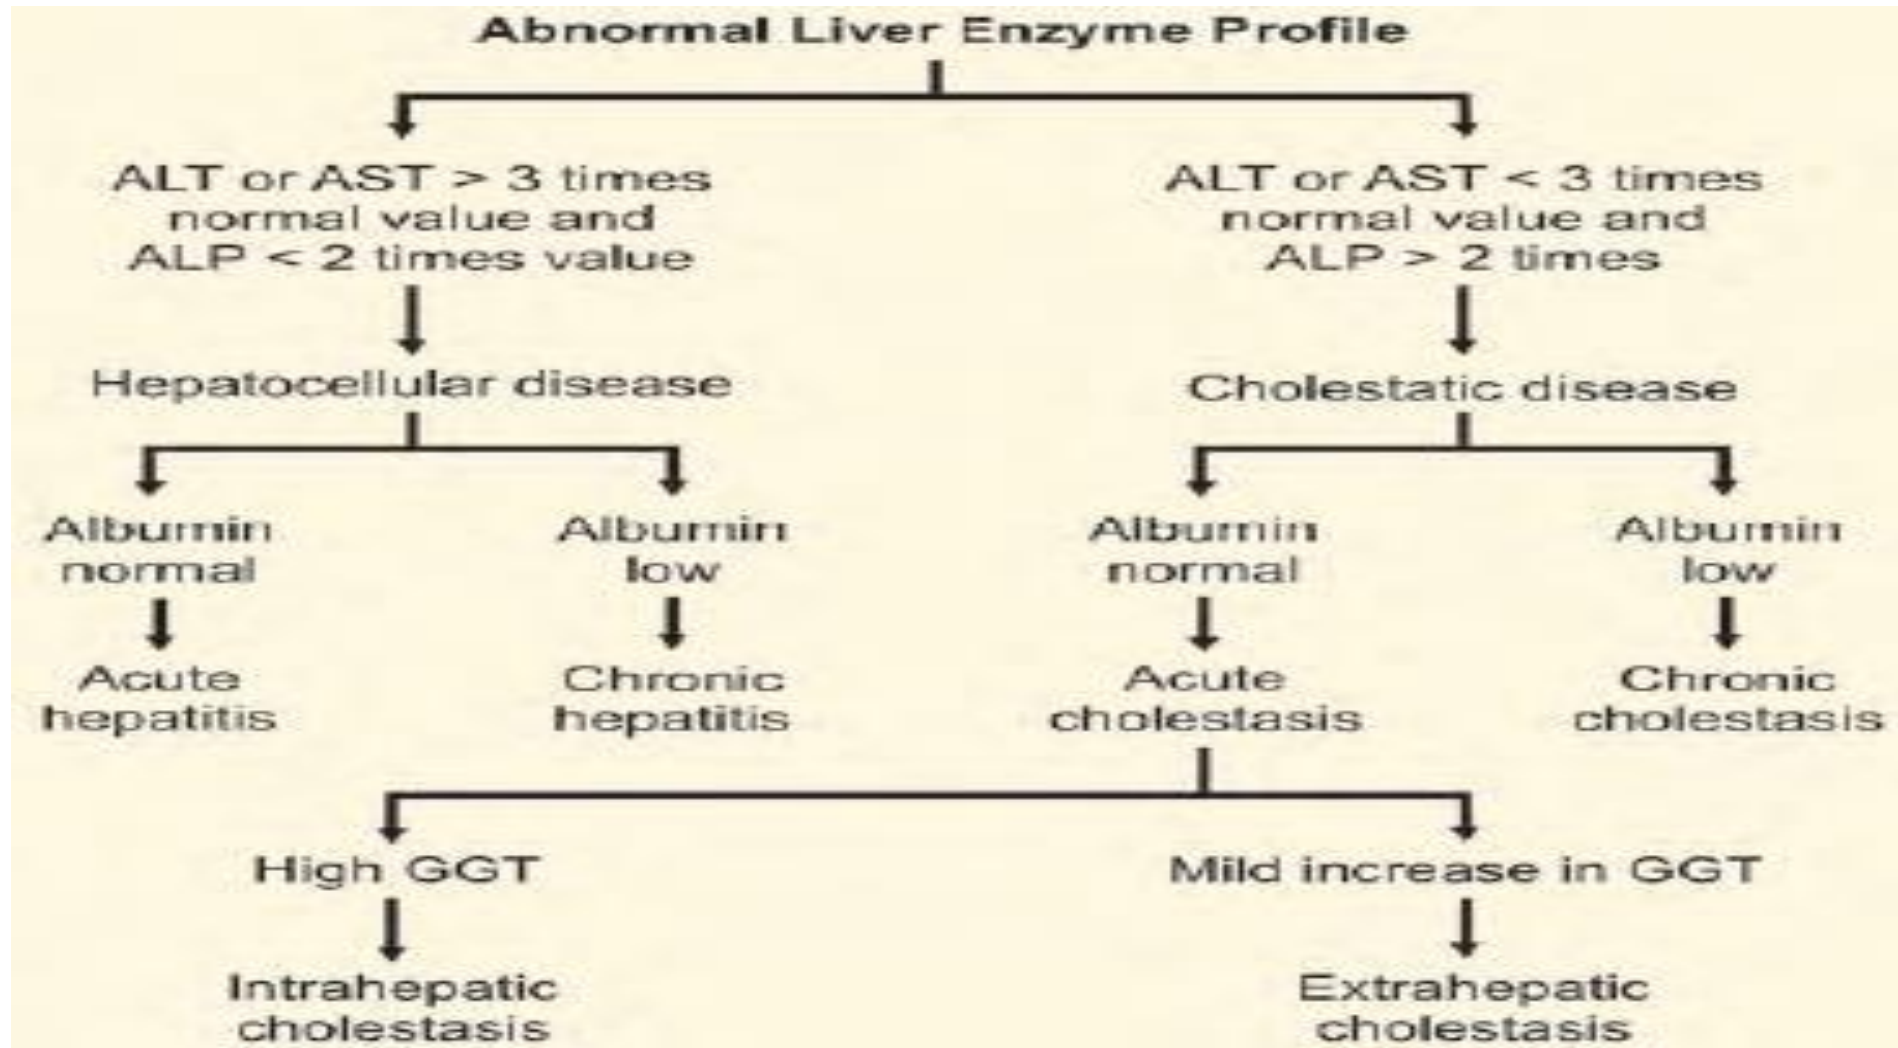 Abnormal Liver Enzyme Profile
ALT or AST > 3 times
normal value and
ALP < 2 times value
ALT or AST < 3 times
normal value and
ALP > 2 times
Hepatocellular disease
Cholestatic disease
Albumin
normal
Albumin
low
Albumin
normal
Albumin
low
Acute
hepatitis
Chronic
hepatitis
Acute
cholestasis
Chronic
cholestasis
High GGT
Mild increase in GGT
Intrahepatic
cholestasis
Extrahepatic
cholestasis